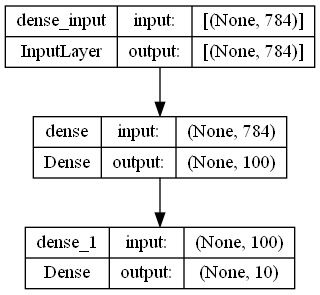 dense_input input: [(None, 784)]
InputLayer output: [(None, 784)]
dense input: (None, 784)
Dense output: (None, 100)
dense_1 input: (None, 100)
Dense output: (None, 10)